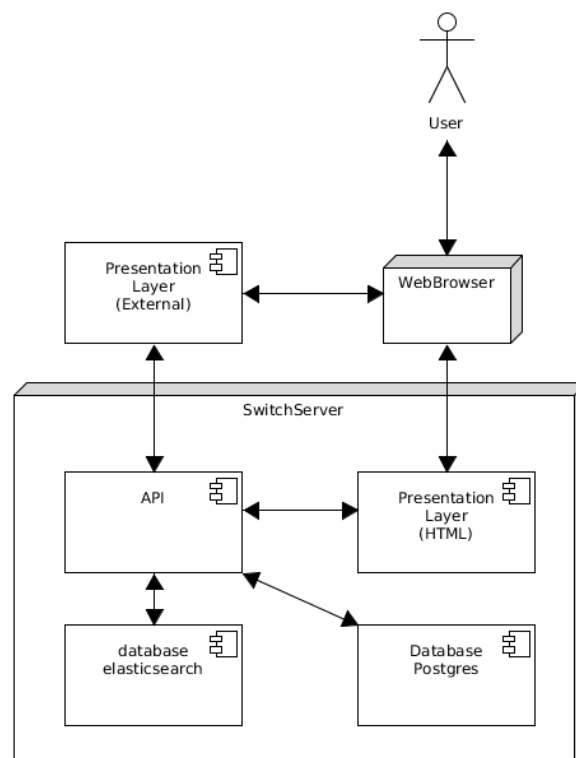 User
Presentation
Layer
(External)
WebBrowser
SwitchServer
API
Presentation
Layer
(HTML)
database
elasticsearch
Database
Postgres